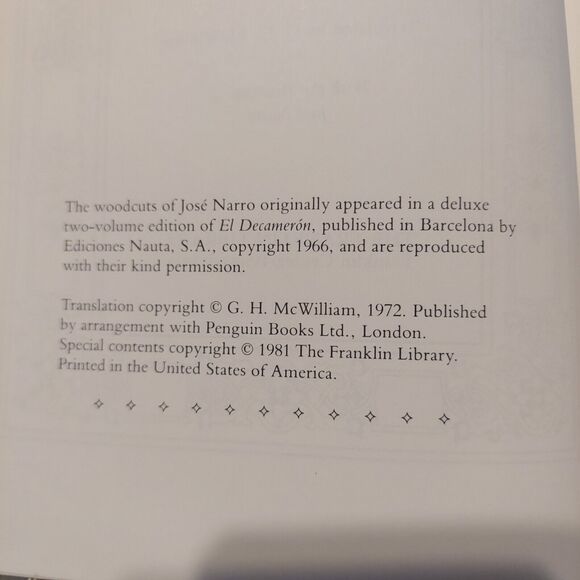 The woodcuts of José Narro originally appeared in a deluxe
two-volume edition of El Decamerón, published in Barcelona by
Ediciones Nauta, S.A., copyright 1966, and are reproduced
with their kind permission.
Translation copyright © G. H. McWilliam, 1972. Published
by arrangement with Penguin Books Ltd., London.
Special contents copyright © 1981 The Franklin Library.
Printed in the United States of America.